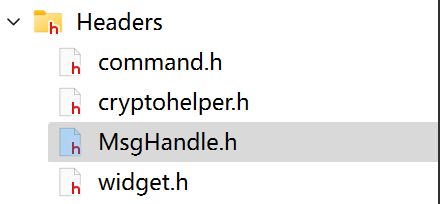 Headers
command.h
cryptohelper.h
MsgHandle.h
widget.h